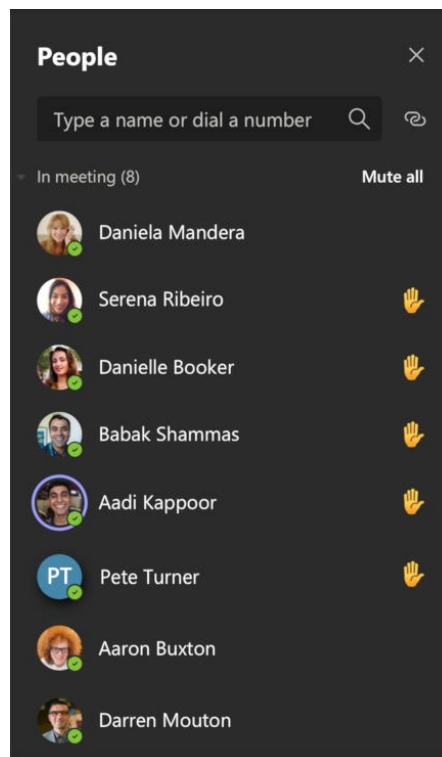 People
Type a name or dial a number
In meeting (8) Mute all
Daniela Mandera
Serena Ribeiro
Danielle Booker
Babak Shammas
Aadi Kappoor
PT Pete Turner
Aaron Buxton
Darren Mouton